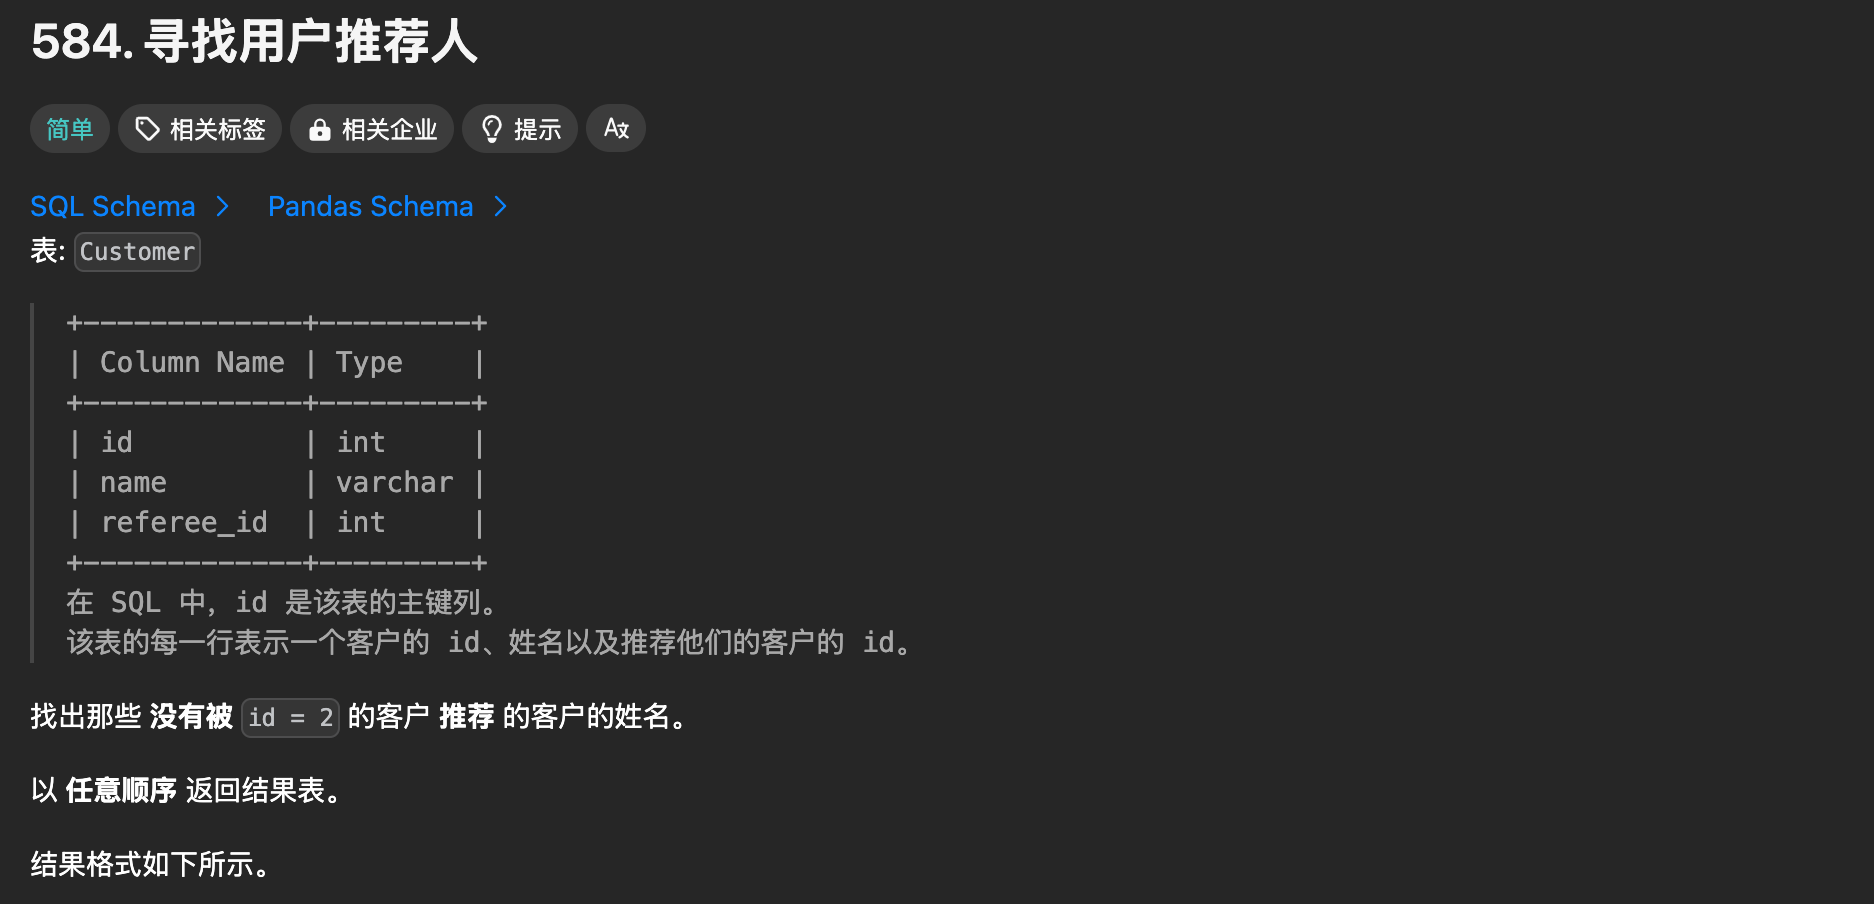 584. 寻找用户推荐人
简单 相关标签 相关企业 提示
SQL Schema > Pandas Schema >
表: Customer
+-------------+---------+
| Column Name | Type    |
+-------------+---------+
| id          | int     |
| name        | varchar |
| referee_id  | int     |
+-------------+---------+
在 SQL 中，id 是该表的主键列。
该表的每一行表示一个客户的 id、姓名以及推荐他们的客户的 id。
找出那些 没有被 id = 2 的客户 推荐 的客户的姓名。
以 任意顺序 返回结果表。
结果格式如下所示。